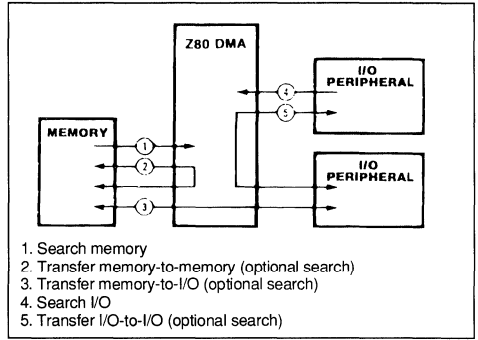 Z80 DMA
I/O
PERIPHERAL
4
5
MEMORY
1
2
3
I/O
PERIPHERAL
1. Search memory
2. Transfer memory-to-memory (optional search)
3. Transfer memory-to-I/O (optional search)
4. Search I/O
5. Transfer I/O-to-I/O (optional search)